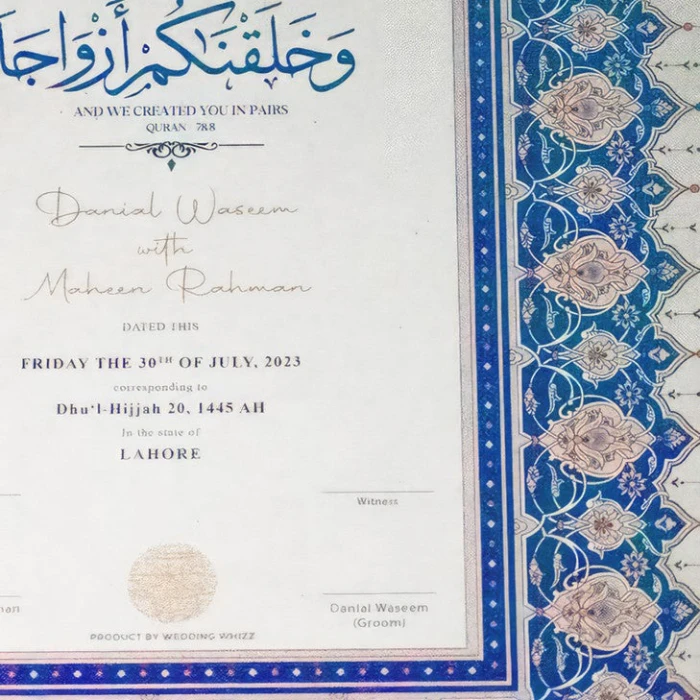 وَخَلَقْنَاكُمْ أَزْوَاجًا
AND WE CREATED YOU IN PAIRS
QURAN 78:8
Danial Waseem
with
Maheen Rahman
DATED THIS
FRIDAY THE 30TH OF JULY, 2023
corresponding to
Dhu'l-Hijjah 20, 1445 AH
In the state of
LAHORE
Witness
Danial Waseem
(Groom)
PRODUCT BY WEDDING WHIZZ